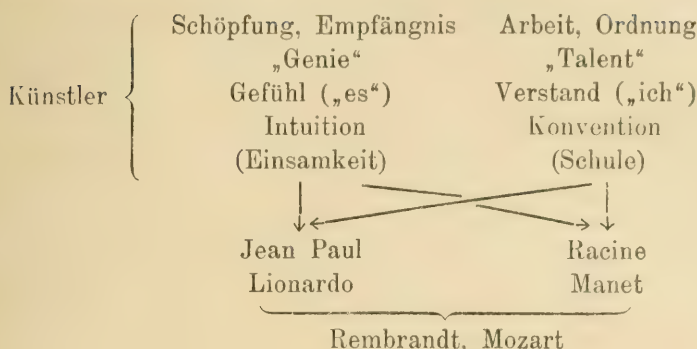 Schöpfung, Empfängnis Arbeit, Ordnung
„Genie“ „Talent“
Gefühl („es“) Verstand („ich“)
Künstler
Intuition Konvention
(Einsamkeit) (Schule)
Jean Paul Racine
Lionardo Manet
Rembrandt, Mozart